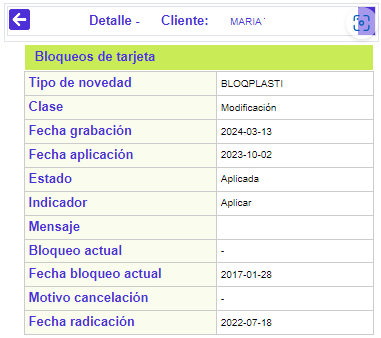 Detalle - Cliente: MARIA
Bloqueos de tarjeta
Tipo de novedad BLOQPLASTI
Clase Modificación
Fecha grabación 2024-03-13
Fecha aplicación 2023-10-02
Estado Aplicada
Indicador Aplicar
Mensaje
Bloqueo actual -
Fecha bloqueo actual 2017-01-28
Motivo cancelación -
Fecha radicación 2022-07-18